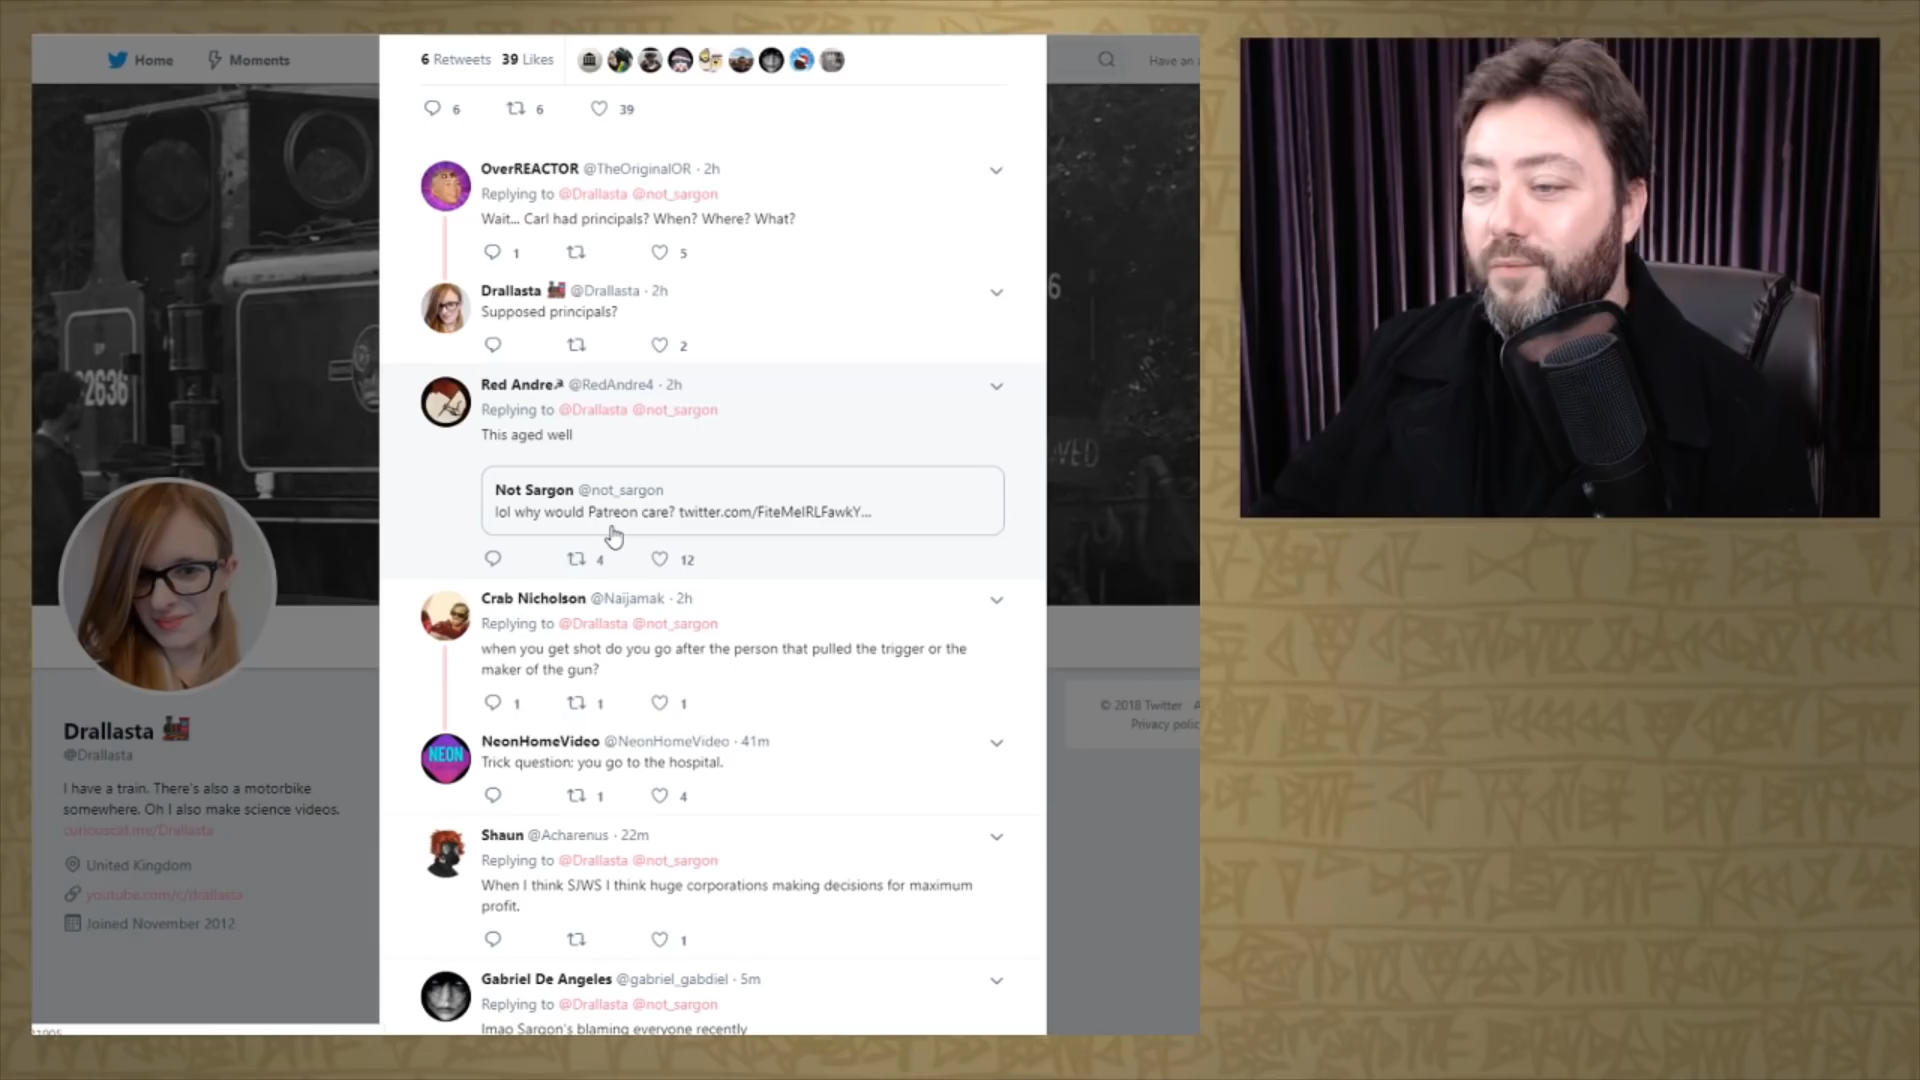 Home
Moments
6 Retweets 39 Likes
Have an
6
6
39
OverREACTOR @TheOriginalOR · 2h
Replying to @Drallasta @not_sargon
Wait... Carl had principals? When? Where? What?
1
5
Drallasta @Drallasta · 2h
Supposed principals?
2
Red Andre☭ @RedAndre4 · 2h
Replying to @Drallasta @not_sargon
This aged well
Not Sargon @not_sargon
lol why would Patreon care? twitter.com/FiteMeIRLFawkY...
4
12
Crab Nicholson @Naijamak · 2h
Replying to @Drallasta @not_sargon
when you get shot do you go after the person that pulled the trigger or the
maker of the gun?
1
1
1
NeonHomeVideo @NeonHomeVideo · 41m
NEON
Trick question: you go to the hospital.
1
4
Shaun @Acharenus · 22m
Replying to @Drallasta @not_sargon
When I think SJWS I think huge corporations making decisions for maximum
profit.
1
Gabriel De Angeles @gabriel_gabdiel · 5m
Replying to @Drallasta @not_sargon
lmao Sargon's blaming everyone recently
Drallasta
@Drallasta
I have a train. There's also a motorbike
somewhere. Oh I also make science videos.
curiouscat.me/Drallasta
United Kingdom
youtube.com/c/drallasta
Joined November 2012
© 2018 Twitter
Privacy polic
22636
6